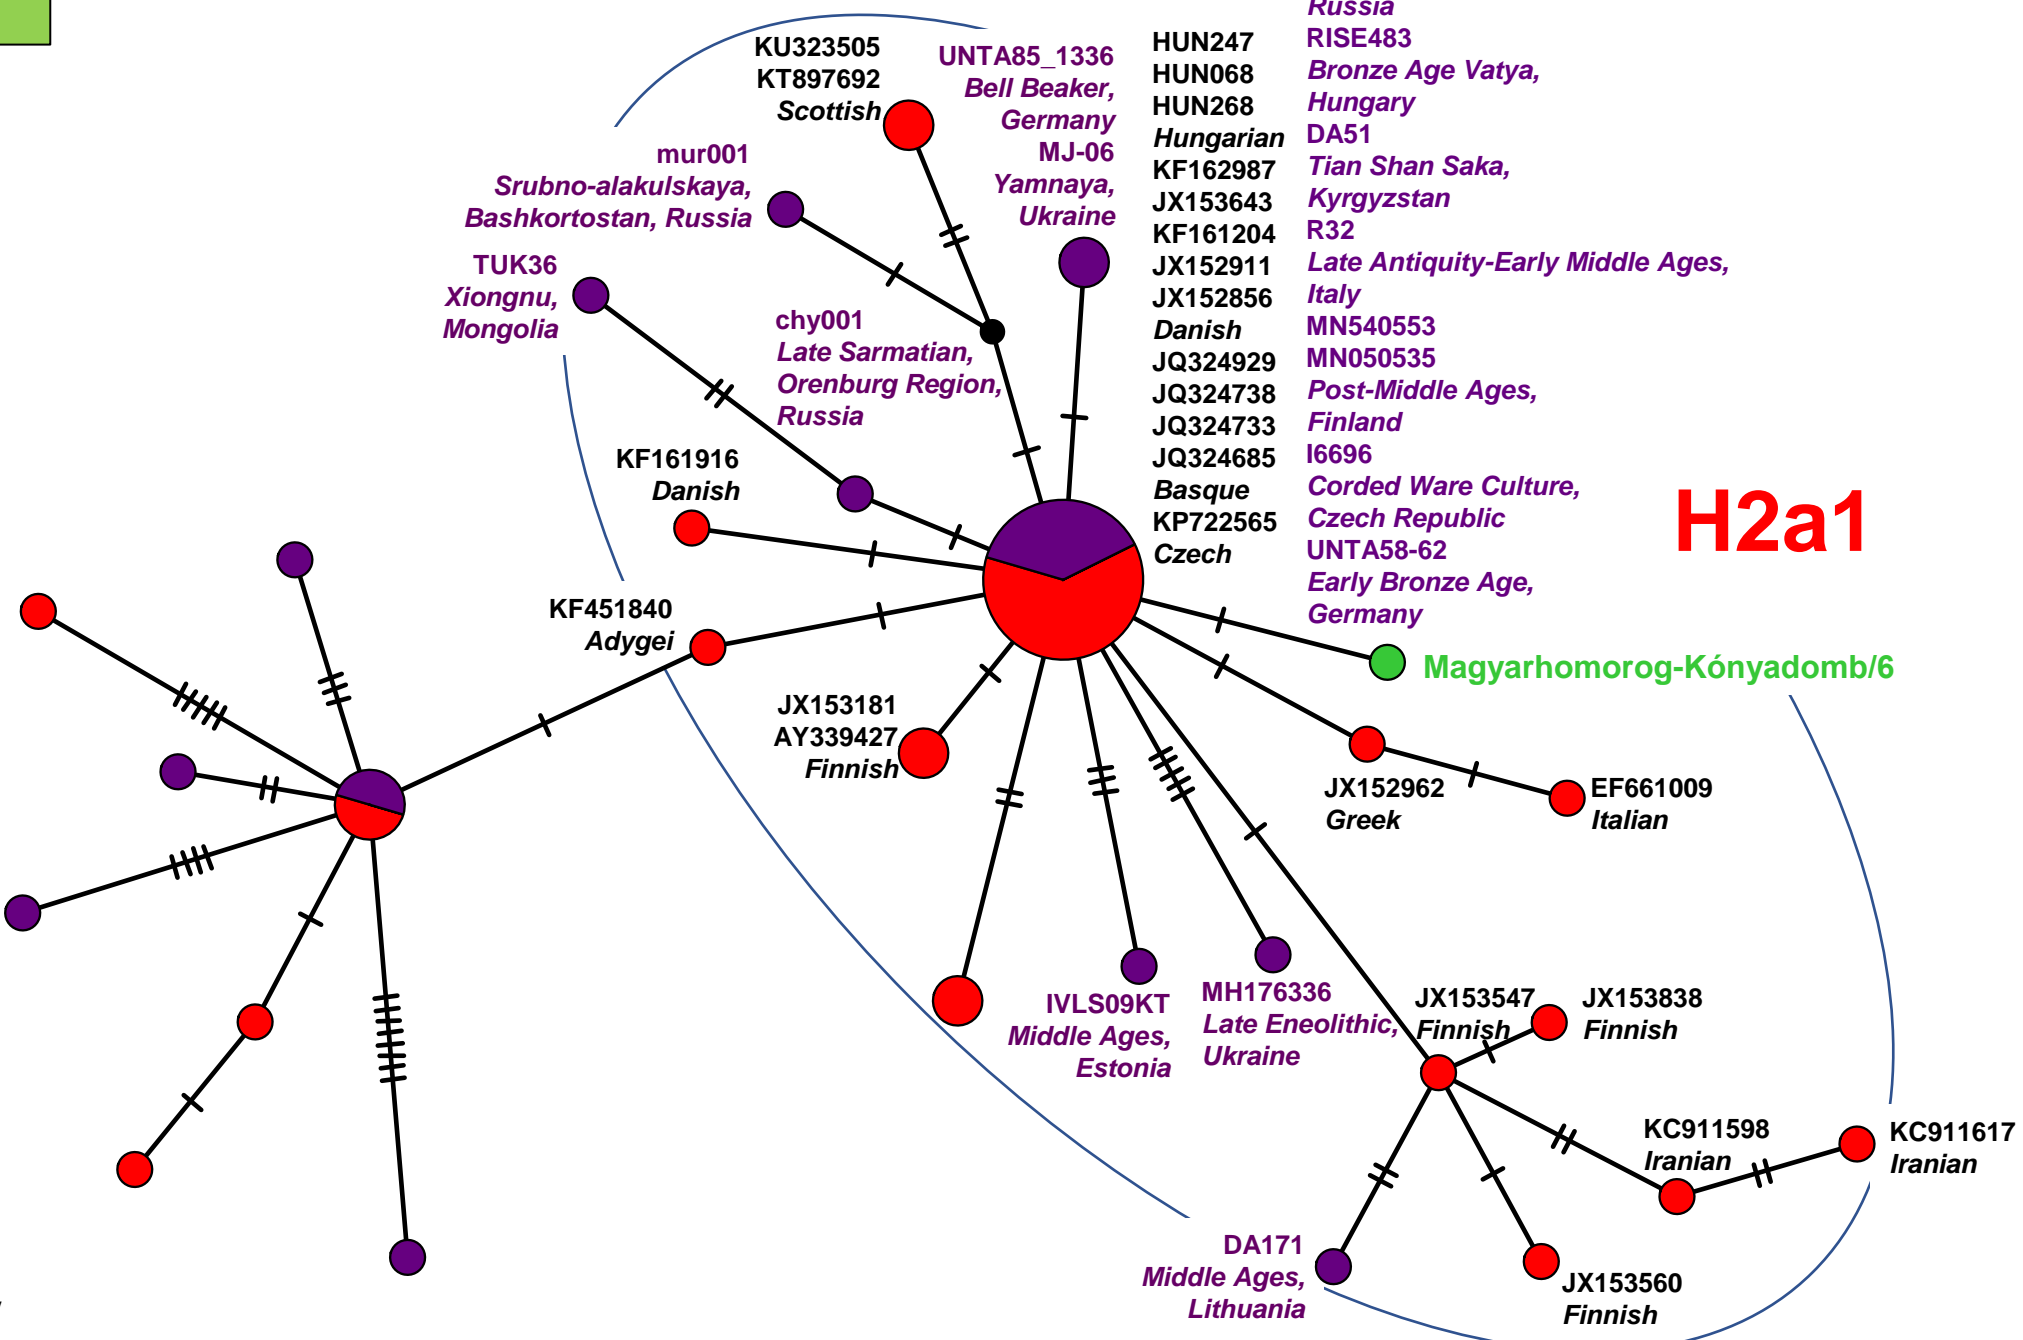 Russia
RISE483
Bronze Age Vatya,
Hungary
DA51
Tian Shan Saka,
Kyrgyzstan
R32
Late Antiquity-Early Middle Ages,
Italy
MN540553
MN050535
Post-Middle Ages,
Finland
I6696
Corded Ware Culture,
Czech Republic
UNTA58-62
Early Bronze Age,
Germany
HUN247
HUN068
HUN268
Hungarian
KF162987
JX153643
KF161204
JX152911
JX152856
Danish
JQ324929
JQ324738
JQ324733
JQ324685
Basque
KP722565
Czech
KU323505
KT897692
Scottish
UNTA85_1336
Bell Beaker,
Germany
MJ-06
Yamnaya,
Ukraine
mur001
Srubno-alakulskaya,
Bashkortostan, Russia
TUK36
Xiongnu,
Mongolia
chy001
Late Sarmatian,
Orenburg Region,
Russia
KF161916
Danish
KF451840
Adygei
H2a1
Magyarhomorog-Kónyadomb/6
JX153181
AY339427
Finnish
JX152962
Greek
EF661009
Italian
IVLS09KT
Middle Ages,
Estonia
MH176336
Late Eneolithic,
Ukraine
JX153547
Finnish
JX153838
Finnish
KC911598
Iranian
KC911617
Iranian
DA171
Middle Ages,
Lithuania
JX153560
Finnish